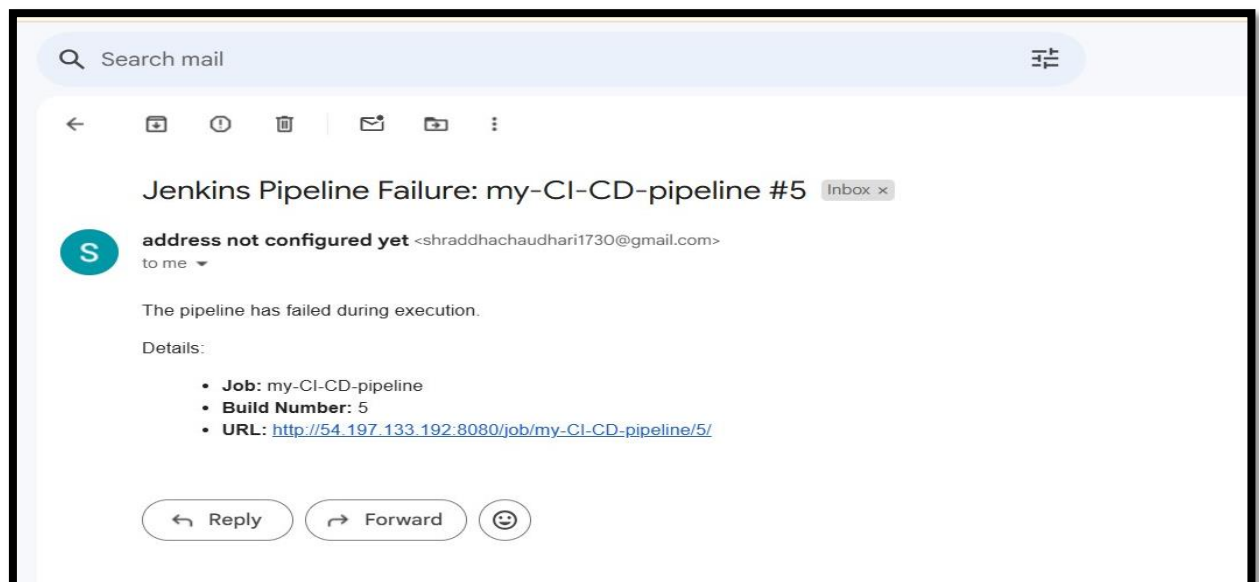 Search mail
Jenkins Pipeline Failure: my-CI-CD-pipeline #5 Inbox ×
S
address not configured yet <shraddhachaudhari1730@gmail.com>
to me
The pipeline has failed during execution.
Details:
• Job: my-CI-CD-pipeline
• Build Number: 5
• URL: http://54.197.133.192:8080/job/my-CI-CD-pipeline/5/
Reply Forward